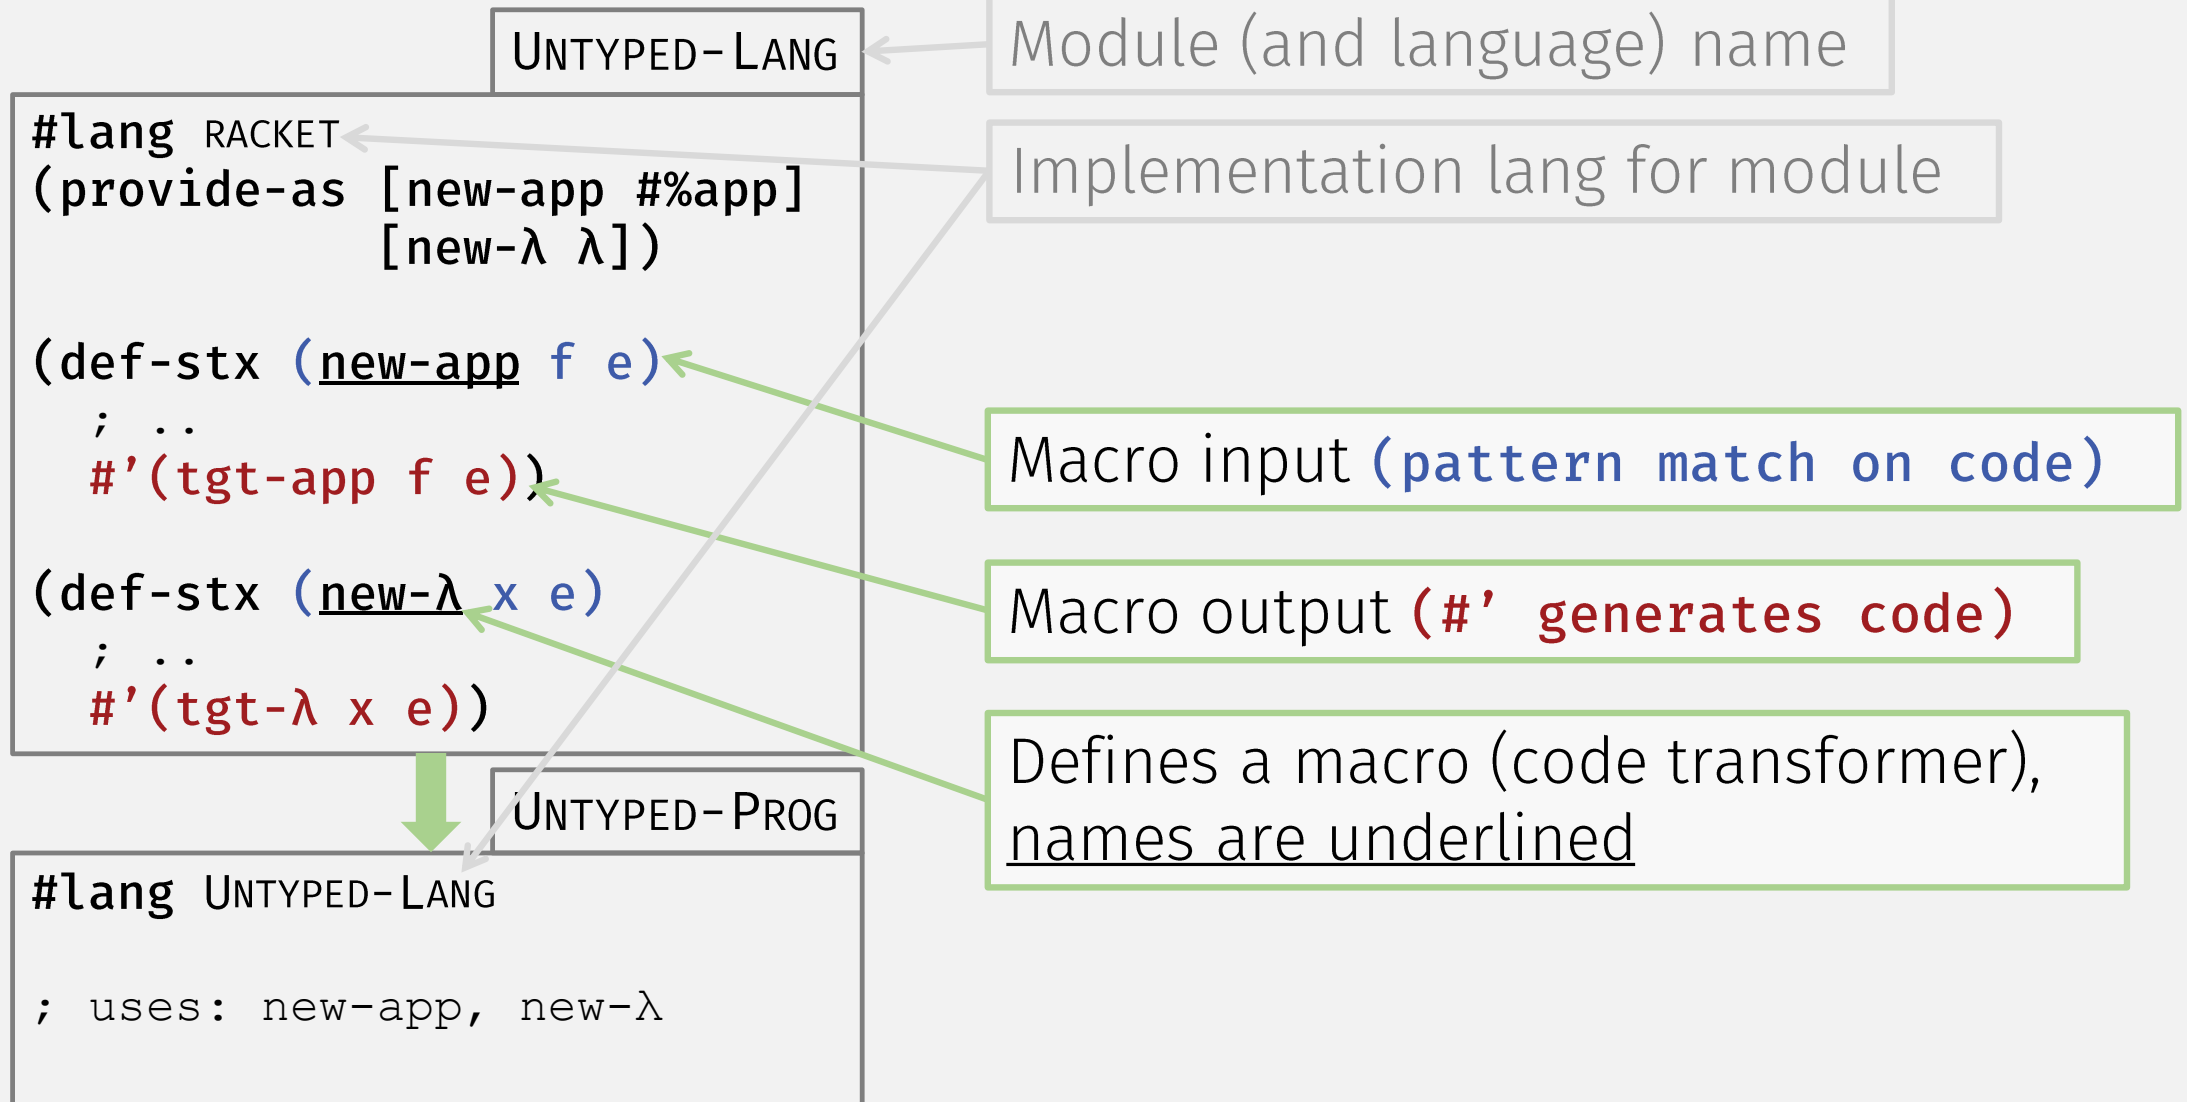 UNTYPED-LANG
#lang RACKET
(provide-as [new-app #%app]
[new-λ λ])
(def-stx (new-app f e)
; ..
#’(tgt-app f e))
(def-stx (new-λ x e)
; ..
#’(tgt-λ x e))
UNTYPED-PROG
#lang UNTYPED-LANG
; uses: new-app, new-λ
Module (and language) name
Implementation lang for module
Macro input (pattern match on code)
Macro output (#’ generates code)
Defines a macro (code transformer),
names are underlined